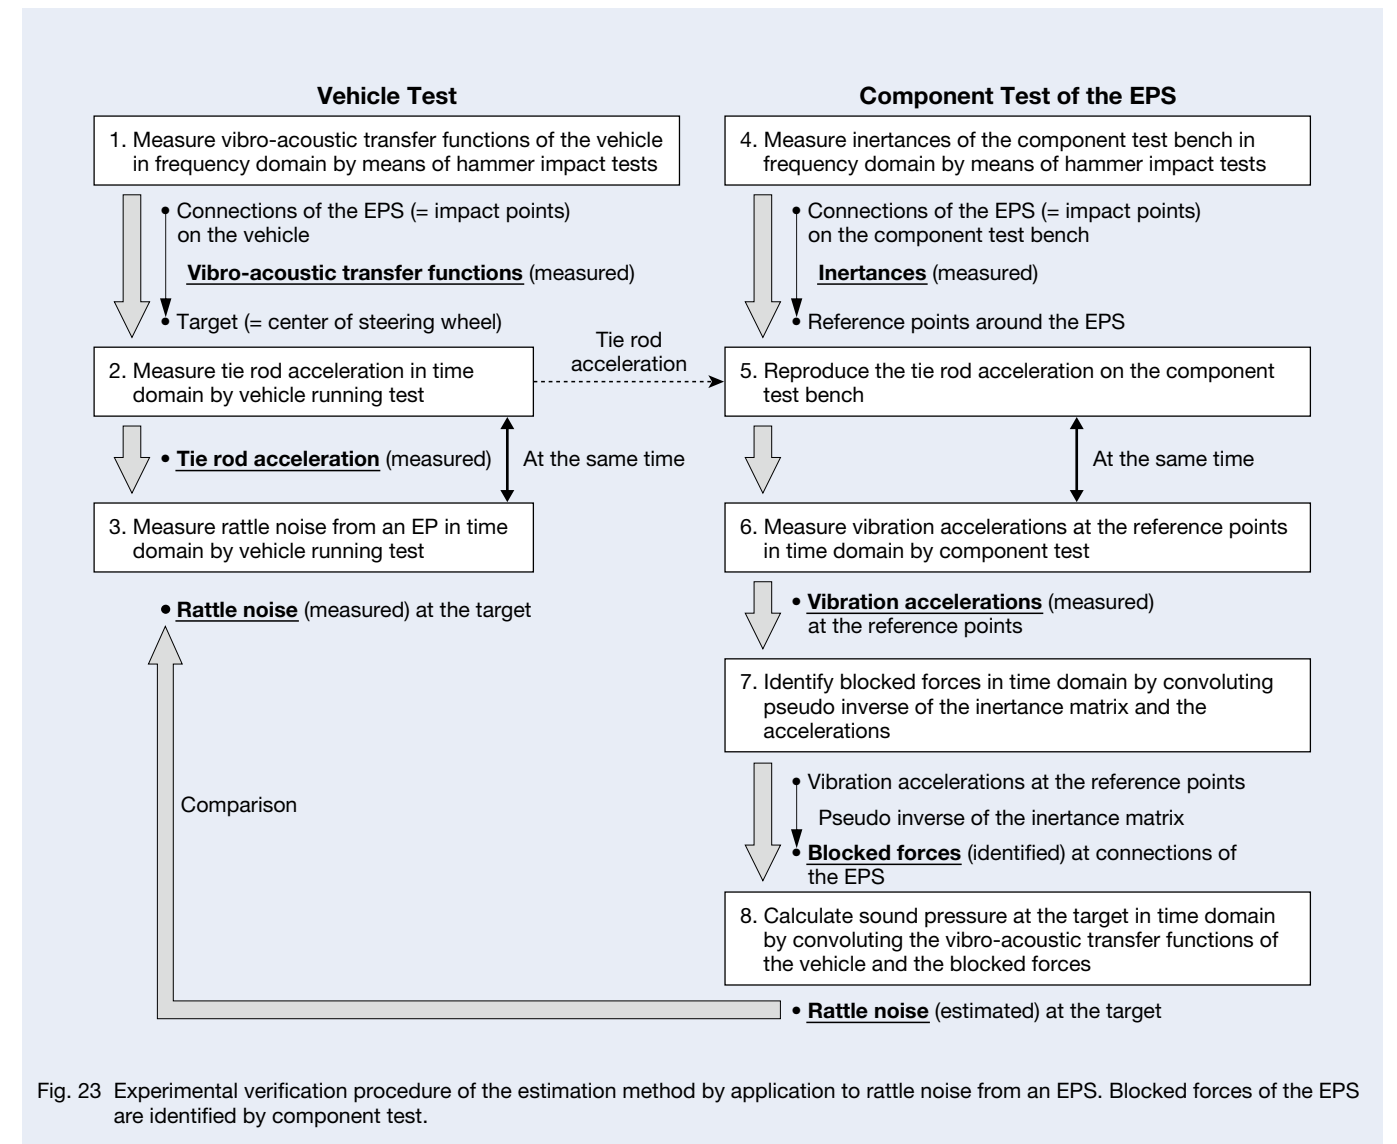 Vehicle Test
1. Measure vibro-acoustic transfer functions of the vehicle
in frequency domain by means of hammer impact tests
• Connections of the EPS (= impact points)
on the vehicle
Vibro-acoustic transfer functions (measured)
• Target (= center of steering wheel)
2. Measure tie rod acceleration in time
domain by vehicle running test
Tie rod
acceleration
• Tie rod acceleration (measured)
At the same time
3. Measure rattle noise from an EP in time
domain by vehicle running test
• Rattle noise (measured) at the target
Comparison
Component Test of the EPS
4. Measure inertances of the component test bench in
frequency domain by means of hammer impact tests
• Connections of the EPS (= impact points)
on the component test bench
Inertances (measured)
• Reference points around the EPS
5. Reproduce the tie rod acceleration on the component
test bench
At the same time
6. Measure vibration accelerations at the reference points
in time domain by component test
• Vibration accelerations (measured)
at the reference points
7. Identify blocked forces in time domain by convoluting
pseudo inverse of the inertance matrix and the
accelerations
• Vibration accelerations at the reference points
Pseudo inverse of the inertance matrix
• Blocked forces (identified) at connections of
the EPS
8. Calculate sound pressure at the target in time domain
by convoluting the vibro-acoustic transfer functions of
the vehicle and the blocked forces
• Rattle noise (estimated) at the target
Fig. 23 Experimental verification procedure of the estimation method by application to rattle noise from an EPS. Blocked forces of the EPS
are identified by component test.